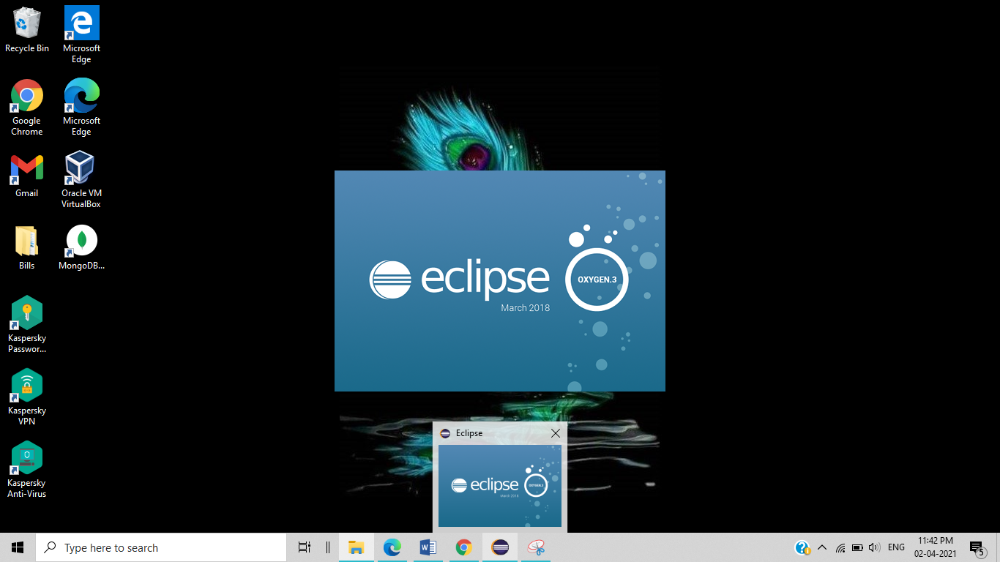 Recycle Bin
Microsoft
Edge
Google
Chrome
Microsoft
Edge
Gmail
Oracle VM
VirtualBox
Bills
MongoDB...
Kaspersky
Passwor...
Kaspersky
VPN
Kaspersky
Anti-Virus
eclipse
March 2018
OXYGEN.3
Eclipse
eclipse
March 2018
OXYGEN.3
Type here to search
ENG
11:42 PM
02-04-2021
5